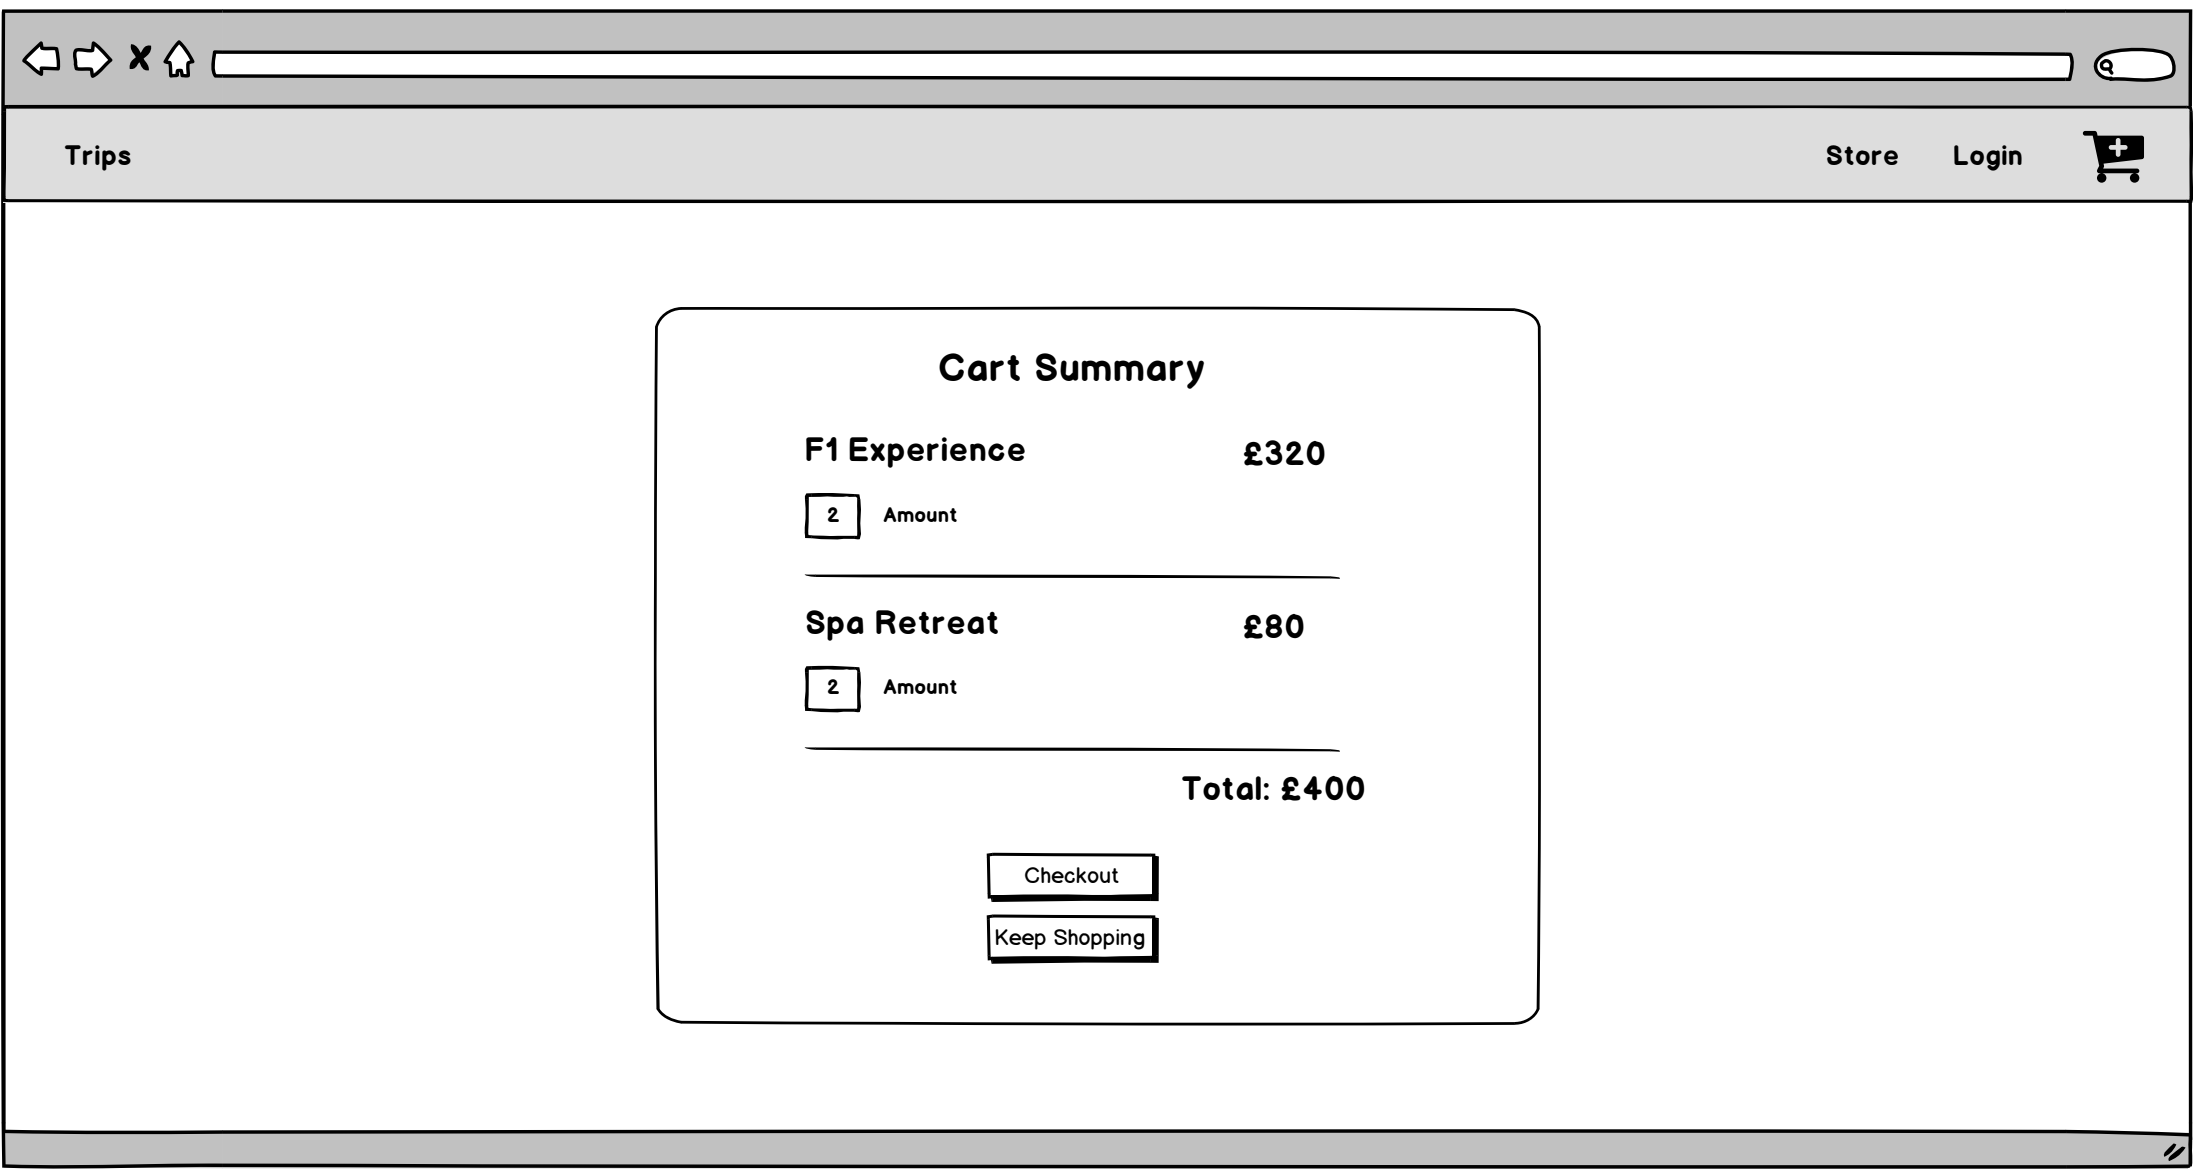 Trips
Store Login
Cart Summary
F1 Experience £320
2 Amount
Spa Retreat £80
2 Amount
Total: £400
Checkout
Keep Shopping